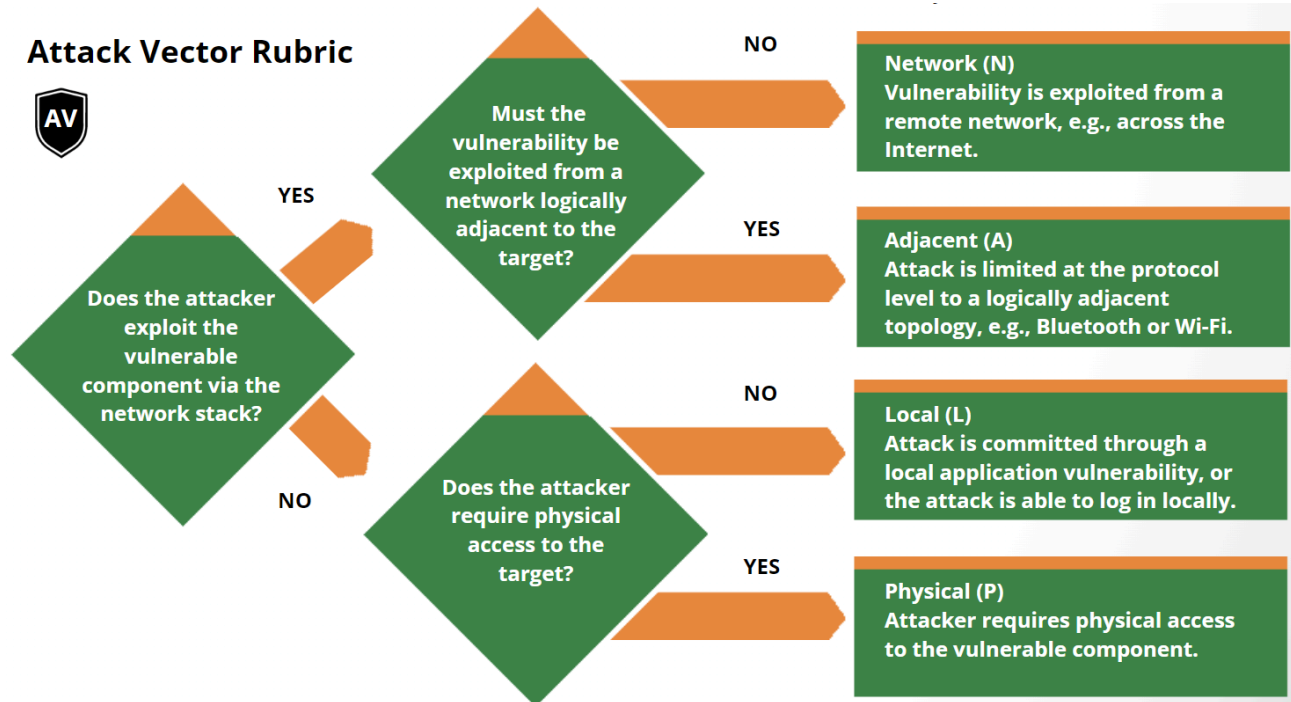 Attack Vector Rubric
AV
Does the attacker
exploit the
vulnerable
component via the
network stack?
YES
NO
Must the
vulnerability be
exploited from a
network logically
adjacent to the
target?
NO
YES
Does the attacker
require physical
access to the
target?
NO
YES
Network (N)
Vulnerability is exploited from a
remote network, e.g., across the
Internet.
Adjacent (A)
Attack is limited at the protocol
level to a logically adjacent
topology, e.g., Bluetooth or Wi-Fi.
Local (L)
Attack is committed through a
local application vulnerability, or
the attack is able to log in locally.
Physical (P)
Attacker requires physical access
to the vulnerable component.